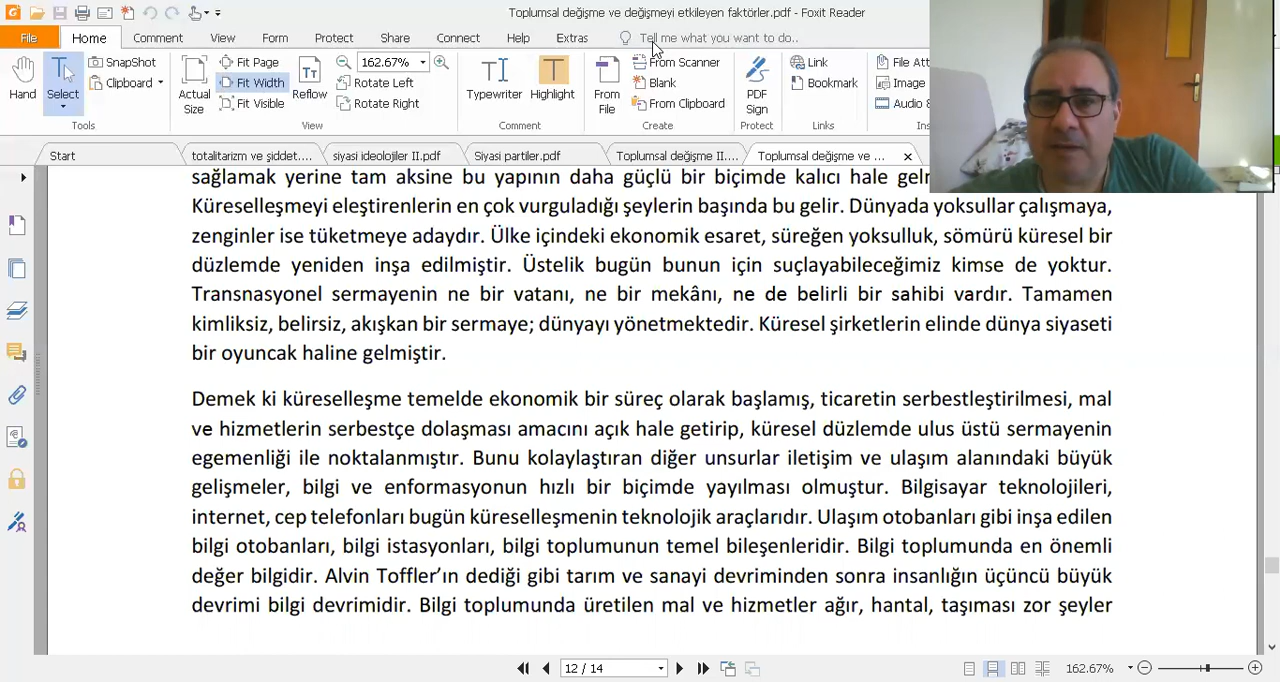 Toplumsal değişme ve değişmeyi etkileyen faktörler.pdf - Foxit Reader
File Home Comment View Form Protect Share Connect Help Extras Tell me what you want to do..
SnapShot Fit Page 162.67% From Scanner Link File Att
Clipboard Fit Width Rotate Left Blank Bookmark Image
Hand Select Actual Size Reflow Typewriter Highlight From File PDF Sign
Fit Visible Rotate Right From Clipboard Audio &
Tools View Comment Create Protect Links Ins
Start totalitarizm ve şiddet.... siyasi ideolojiler II.pdf Siyasi partiler.pdf Toplumsal değişme II.... Toplumsal değişme ve ...
sağlamak yerine tam aksine bu yapının daha güçlü bir biçimde kalıcı hale
Küreselleşmeyi eleştirenlerin en çok vurguladığı şeylerin başında bu gelir. Dünyada yoksullar çalışmaya,
zenginler ise tüketmeye adaydır. Ülke içindeki ekonomik esaret, süreğen yoksulluk, sömürü küresel bir
düzlemde yeniden inşa edilmiştir. Üstelik bugün bunun için suçlayabileceğimiz kimse de yoktur.
Transnasyonel sermayenin ne bir vatanı, ne bir mekânı, ne de belirli bir sahibi vardır. Tamamen
kimliksiz, belirsiz, akışkan bir sermaye; dünyayı yönetmektedir. Küresel şirketlerin elinde dünya siyaseti
bir oyuncak haline gelmiştir.
Demek ki küreselleşme temelde ekonomik bir süreç olarak başlamış, ticaretin serbestleştirilmesi, mal
ve hizmetlerin serbestçe dolaşması amacını açık hale getirip, küresel düzlemde ulus üstü sermayenin
egemenliği ile noktalanmıştır. Bunu kolaylaştıran diğer unsurlar iletişim ve ulaşım alanındaki büyük
gelişmeler, bilgi ve enformasyonun hızlı bir biçimde yayılması olmuştur. Bilgisayar teknolojileri,
internet, cep telefonları bugün küreselleşmenin teknolojik araçlarıdır. Ulaşım otobanları gibi inşa edilen
bilgi otobanları, bilgi istasyonları, bilgi toplumunun temel bileşenleridir. Bilgi toplumunda en önemli
değer bilgidir. Alvin Toffler’ın dediği gibi tarım ve sanayi devriminden sonra insanlığın üçüncü büyük
devrimi bilgi devrimidir. Bilgi toplumunda üretilen mal ve hizmetler ağır, hantal, taşıması zor şeyler
12 / 14 162.67%